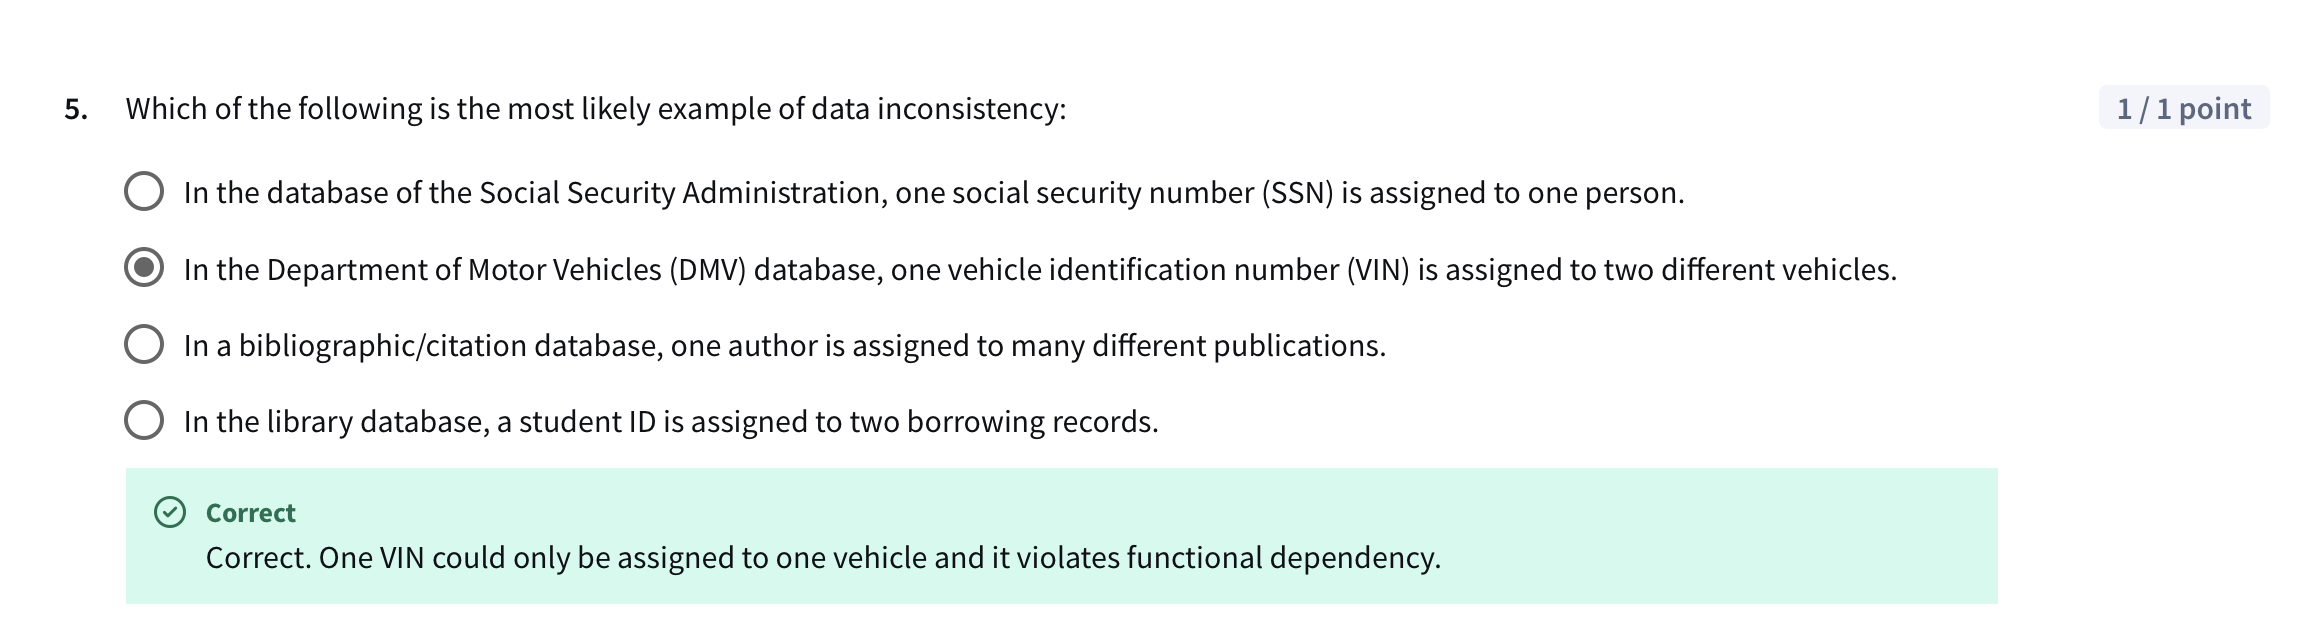 5. Which of the following is the most likely example of data inconsistency: 1 / 1 point
In the database of the Social Security Administration, one social security number (SSN) is assigned to one person.
In the Department of Motor Vehicles (DMV) database, one vehicle identification number (VIN) is assigned to two different vehicles.
In a bibliographic/citation database, one author is assigned to many different publications.
In the library database, a student ID is assigned to two borrowing records.
Correct
Correct. One VIN could only be assigned to one vehicle and it violates functional dependency.